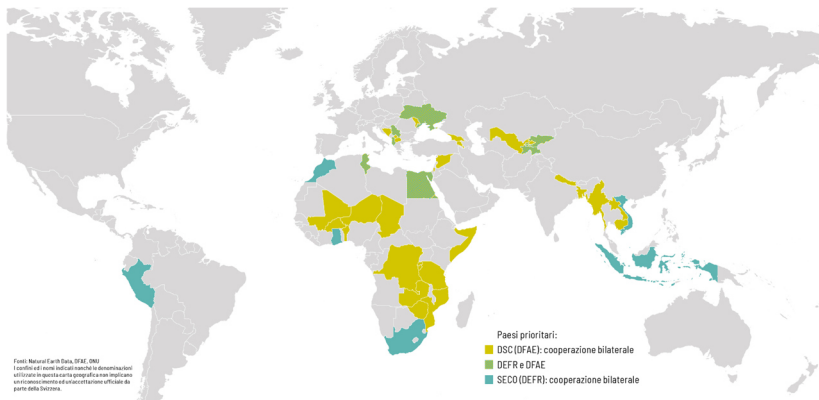 Paesi prioritari:
DSC (DFAE): cooperazione bilaterale
DEFR e DFAE
SECO (DEFR): cooperazione bilaterale
Fonti: Natural Earth Data, DFAE, ONU
I confini ed i nomi indicati nonché le denominazioni
utilizzate in questa carta geografica non implicano
un riconoscimento od un'accettazione ufficiale da
parte della Svizzera.